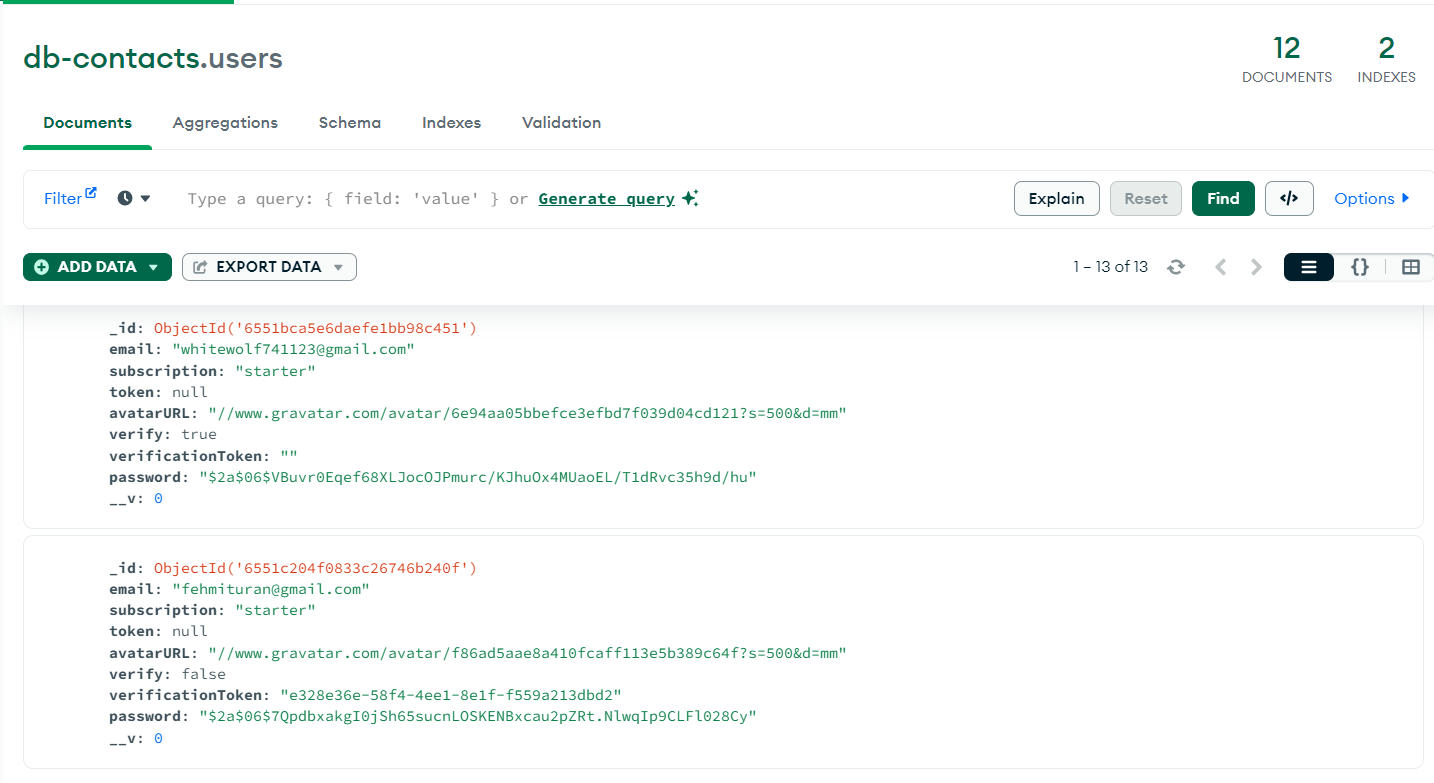 db-contacts.users
12 2
DOCUMENTS INDEXES
Documents Aggregations Schema Indexes Validation
Filter Type a query: { field: 'value' } or Generate query Explain Reset Find </> Options
ADD DATA EXPORT DATA 1 – 13 of 13 {}
_id: ObjectId('6551bca5e6daefe1bb98c451')
email: "whitewolf741123@gmail.com"
subscription: "starter"
token: null
avatarURL: "//www.gravatar.com/avatar/6e94aa05bbefce3efbd7f039d04cd121?s=500&d=mm"
verify: true
verificationToken: ""
password: "$2a$06$VBuvr0Eqef68XLJocOJPmurc/KJhuOx4MUaoEL/T1dRvc35h9d/hu"
__v: 0
_id: ObjectId('6551c204f0833c26746b240f')
email: "fehmituran@gmail.com"
subscription: "starter"
token: null
avatarURL: "//www.gravatar.com/avatar/f86ad5aae8a410fcaff113e5b389c64f?s=500&d=mm"
verify: false
verificationToken: "e328e36e-58f4-4ee1-8e1f-f559a213dbd2"
password: "$2a$06$7QpdbxakgI0jSh65sucnLOSKENBxcau2pZRt.NlwqIp9CLFl028Cy"
__v: 0